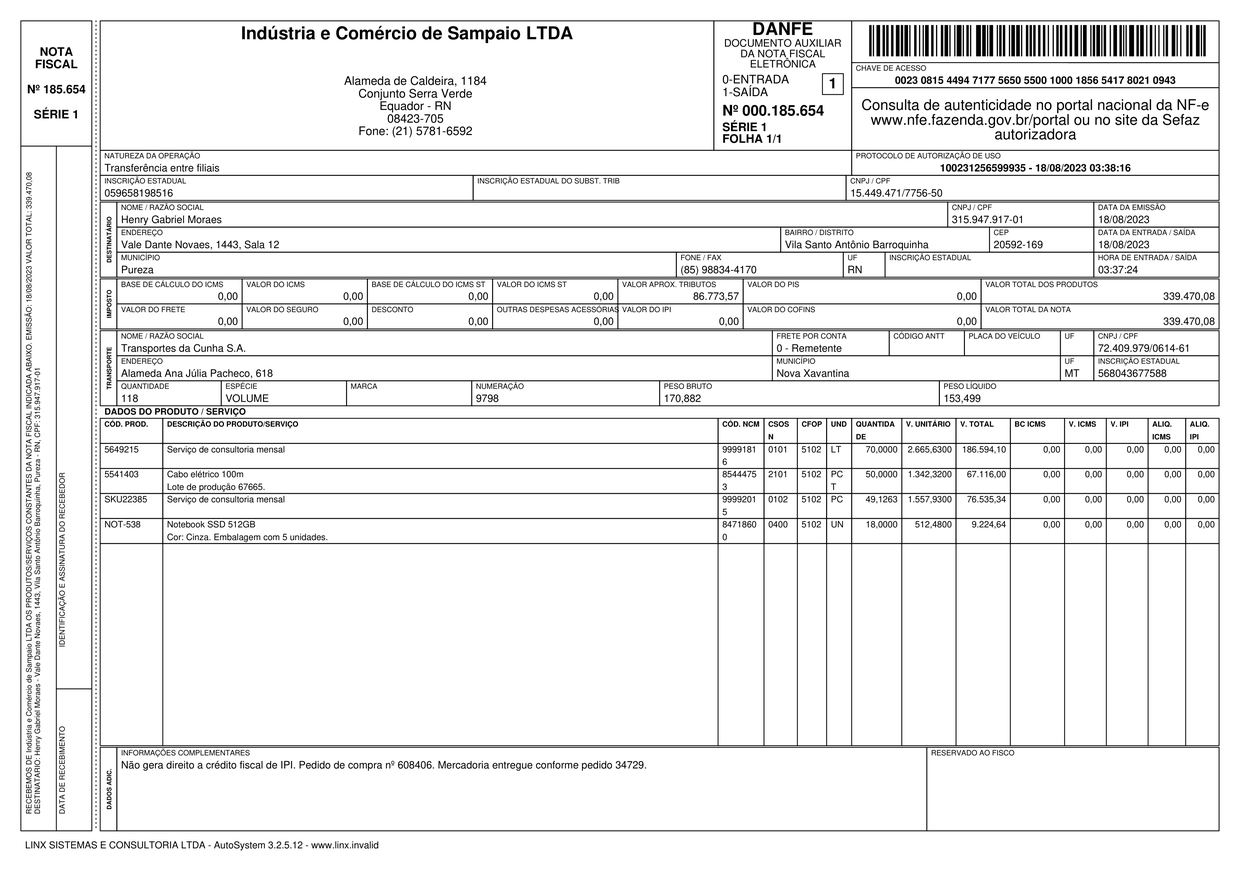 NOTA
FISCAL
Nº 185.654
SÉRIE 1
RECEBEMOS DE Indústria e Comércio de Sampaio LTDA OS PRODUTOS/SERVIÇOS CONSTANTES DA NOTA FISCAL INDICADA ABAIXO. EMISSÃO: 18/08/2023 VALOR TOTAL: 339.470,08
DESTINATÁRIO: Henry Gabriel Moraes - Vale Dante Novaes, 1443, Vila Santo Antônio Barroquinha, Pureza - RN, CPF: 315.947.917-01
IDENTIFICAÇÃO E ASSINATURA DO RECEBEDOR
DATA DE RECEBIMENTO
Indústria e Comércio de Sampaio LTDA
Alameda de Caldeira, 1184
Conjunto Serra Verde
Equador - RN
08423-705
Fone: (21) 5781-6592
DANFE
DOCUMENTO AUXILIAR
DA NOTA FISCAL
ELETRÔNICA
0-ENTRADA
1-SAÍDA
1
Nº 000.185.654
SÉRIE 1
FOLHA 1/1
CHAVE DE ACESSO
0023 0815 4494 7177 5650 5500 1000 1856 5417 8021 0943
Consulta de autenticidade no portal nacional da NF-e
www.nfe.fazenda.gov.br/portal ou no site da Sefaz
autorizadora
NATUREZA DA OPERAÇÃO
Transferência entre filiais
PROTOCOLO DE AUTORIZAÇÃO DE USO
100231256599935 - 18/08/2023 03:38:16
INSCRIÇÃO ESTADUAL
059658198516
INSCRIÇÃO ESTADUAL DO SUBST. TRIB
CNPJ / CPF
15.449.471/7756-50
DESTINATÁRIO
NOME / RAZÃO SOCIAL
Henry Gabriel Moraes
CNPJ / CPF
315.947.917-01
DATA DA EMISSÃO
18/08/2023
ENDEREÇO
Vale Dante Novaes, 1443, Sala 12
BAIRRO / DISTRITO
Vila Santo Antônio Barroquinha
CEP
20592-169
DATA DA ENTRADA / SAÍDA
18/08/2023
MUNICÍPIO
Pureza
FONE / FAX
(85) 98834-4170
UF
RN
INSCRIÇÃO ESTADUAL
HORA DE ENTRADA / SAÍDA
03:37:24
IMPOSTO
BASE DE CÁLCULO DO ICMS
0,00
VALOR DO ICMS
0,00
BASE DE CÁLCULO DO ICMS ST
0,00
VALOR DO ICMS ST
0,00
VALOR APROX. TRIBUTOS
86.773,57
VALOR DO PIS
0,00
VALOR TOTAL DOS PRODUTOS
339.470,08
VALOR DO FRETE
0,00
VALOR DO SEGURO
0,00
DESCONTO
0,00
OUTRAS DESPESAS ACESSÓRIAS
0,00
VALOR DO IPI
0,00
VALOR DO COFINS
0,00
VALOR TOTAL DA NOTA
339.470,08
TRANSPORTE
NOME / RAZÃO SOCIAL
Transportes da Cunha S.A.
FRETE POR CONTA
0 - Remetente
CÓDIGO ANTT
PLACA DO VEÍCULO
UF
CNPJ / CPF
72.409.979/0614-61
ENDEREÇO
Alameda Ana Júlia Pacheco, 618
MUNICÍPIO
Nova Xavantina
UF
MT
INSCRIÇÃO ESTADUAL
568043677588
QUANTIDADE
118
ESPÉCIE
VOLUME
MARCA
NUMERAÇÃO
9798
PESO BRUTO
170,882
PESO LÍQUIDO
153,499
DADOS DO PRODUTO / SERVIÇO
CÓD. PROD. DESCRIÇÃO DO PRODUTO/SERVIÇO CÓD. NCM CSOS CFOP UND QUANTIDA V. UNITÁRIO V. TOTAL BC ICMS V. ICMS V. IPI ALIQ. ALIQ.
N DE ICMS IPI
5649215 Serviço de consultoria mensal 9999181 0101 5102 LT 70,0000 2.665,6300 186.594,10 0,00 0,00 0,00 0,00 0,00
6
5541403 Cabo elétrico 100m 8544475 2101 5102 PC 50,0000 1.342,3200 67.116,00 0,00 0,00 0,00 0,00 0,00
Lote de produção 67665. 3 T
SKU22385 Serviço de consultoria mensal 9999201 0102 5102 PC 49,1263 1.557,9300 76.535,34 0,00 0,00 0,00 0,00 0,00
5
NOT-538 Notebook SSD 512GB 8471860 0400 5102 UN 18,0000 512,4800 9.224,64 0,00 0,00 0,00 0,00 0,00
Cor: Cinza. Embalagem com 5 unidades. 0
DADOS ADIC.
INFORMAÇÕES COMPLEMENTARES
Não gera direito a crédito fiscal de IPI. Pedido de compra nº 608406. Mercadoria entregue conforme pedido 34729.
RESERVADO AO FISCO
LINX SISTEMAS E CONSULTORIA LTDA - AutoSystem 3.2.5.12 - www.linx.invalid